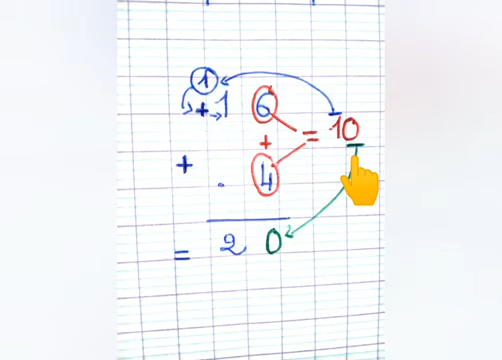 1
+ 1 6
+ = 10
+ . 4
= 2 0